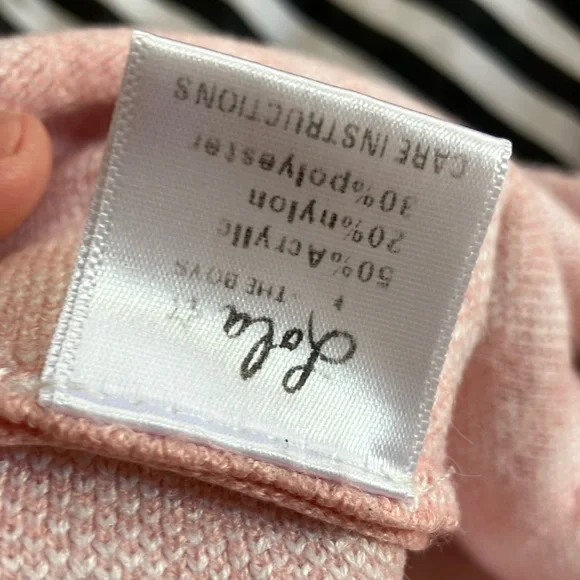 Lola
THE BOYS
50%Acrylic
20%nylon
30%polyester
CARE INSTRUCTIONS